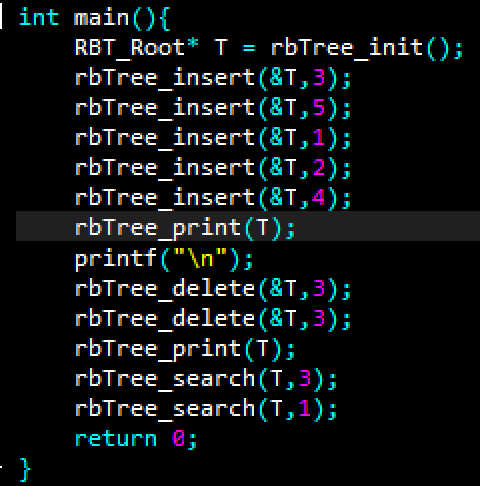 int main(){
    RBT_Root* T = rbTree_init();
    rbTree_insert(&T,3);
    rbTree_insert(&T,5);
    rbTree_insert(&T,1);
    rbTree_insert(&T,2);
    rbTree_insert(&T,4);
    rbTree_print(T);
    printf("\n");
    rbTree_delete(&T,3);
    rbTree_delete(&T,3);
    rbTree_print(T);
    rbTree_search(T,3);
    rbTree_search(T,1);
    return 0;
}